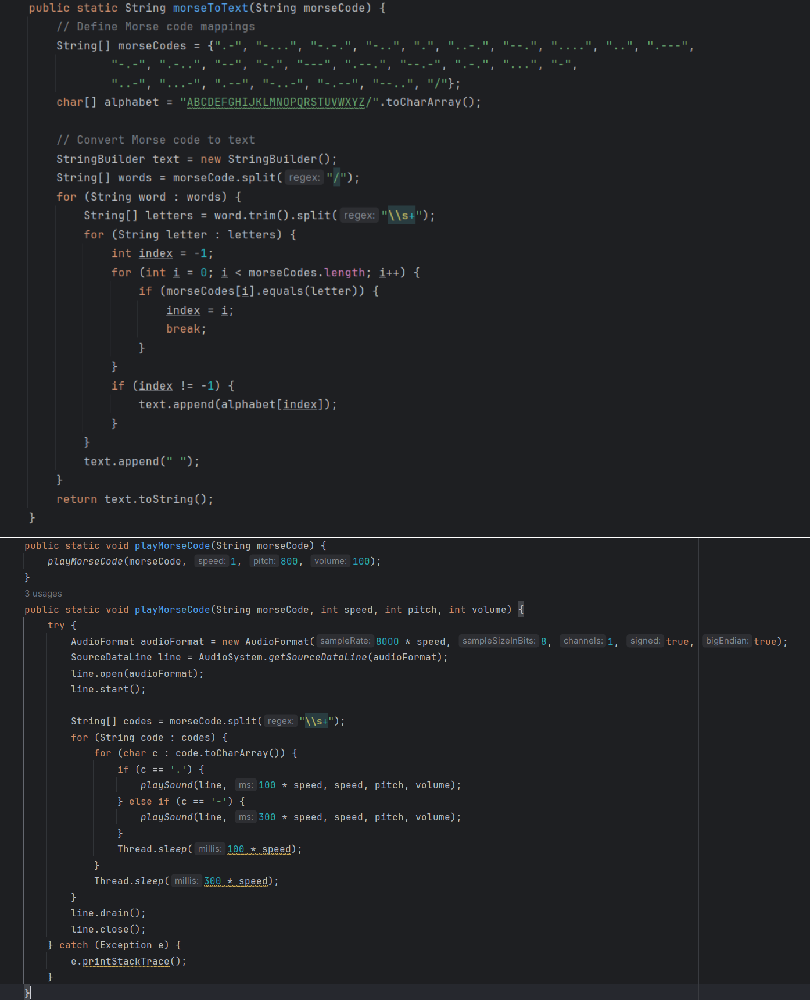 public static String morseToText(String morseCode) {
// Define Morse code mappings
String[] morseCodes = {".-", "-...", "-.-.", "-..", ".", "..-.", "--.", "....", "..", ".---",
"-.-", ".-..", "--", "-.", "---", ".--.", "--.-", ".-.", "...", "-",
"..-", "...-", ".--", "-..-", "-.--", "--..", "/"};
char[] alphabet = "ABCDEFGHIJKLMNOPQRSTUVWXYZ/".toCharArray();
// Convert Morse code to text
StringBuilder text = new StringBuilder();
String[] words = morseCode.split( regex: "/");
for (String word : words) {
String[] letters = word.trim().split( regex: "\\s+");
for (String letter : letters) {
int index = -1;
for (int i = 0; i < morseCodes.length; i++) {
if (morseCodes[i].equals(letter)) {
index = i;
break;
}
}
if (index != -1) {
text.append(alphabet[index]);
}
}
text.append(" ");
}
return text.toString();
}
public static void playMorseCode(String morseCode) {
playMorseCode(morseCode, speed: 1, pitch: 800, volume: 100);
}
3 usages
public static void playMorseCode(String morseCode, int speed, int pitch, int volume) {
try {
AudioFormat audioFormat = new AudioFormat( sampleRate: 8000 * speed, sampleSizeInBits: 8, channels: 1, signed: true, bigEndian: true);
SourceDataLine line = AudioSystem.getSourceDataLine(audioFormat);
line.open(audioFormat);
line.start();
String[] codes = morseCode.split( regex: "\\s+");
for (String code : codes) {
for (char c : code.toCharArray()) {
if (c == '.') {
playSound(line, ms: 100 * speed, speed, pitch, volume);
} else if (c == '-') {
playSound(line, ms: 300 * speed, speed, pitch, volume);
}
Thread.sleep( millis: 100 * speed);
}
Thread.sleep( millis: 300 * speed);
}
line.drain();
line.close();
} catch (Exception e) {
e.printStackTrace();
}
}